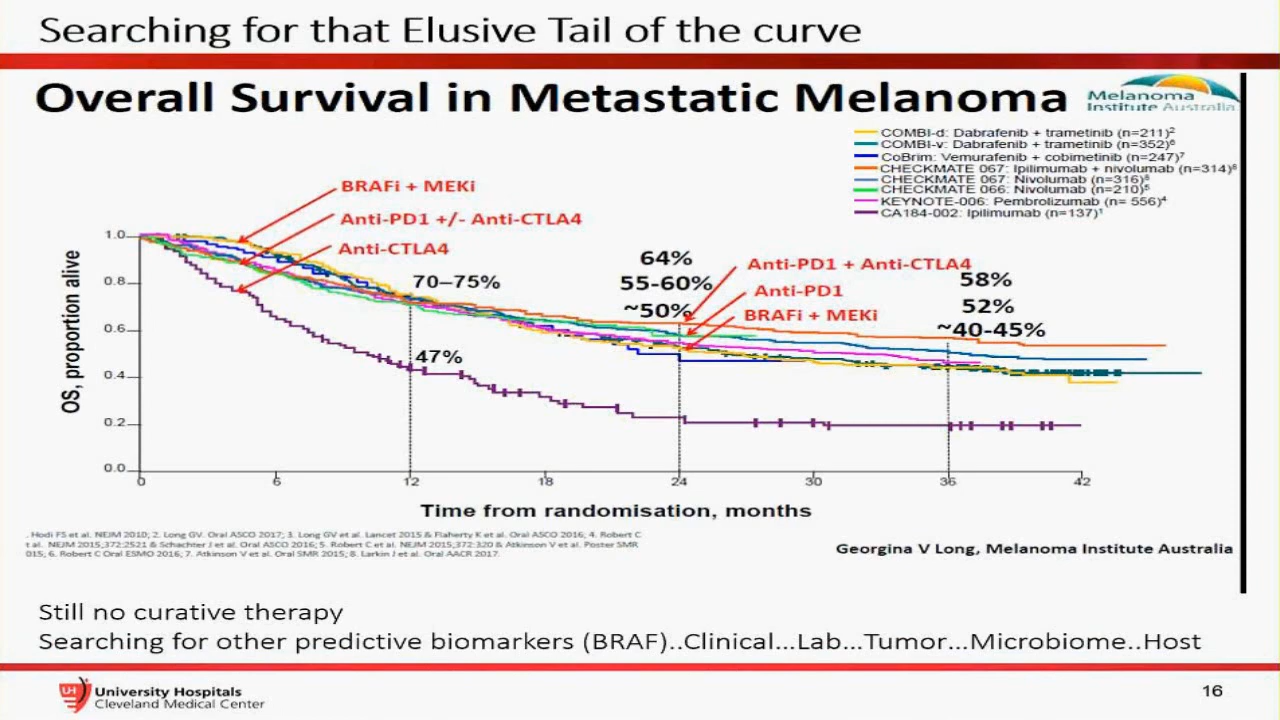 Searching for that Elusive Tail of the curve
Overall Survival in Metastatic Melanoma
Melanoma
Institute Australia
COMBI-d: Dabrafenib + trametinib (n=211)²
COMBI-v: Dabrafenib + trametinib (n=352)⁶
CoBrim: Vemurafenib + cobimetinib (n=247)⁷
CHECKMATE 067: Ipilimumab + nivolumab (n=314)⁸
CHECKMATE 067: Nivolumab (n=316)⁸
CHECKMATE 066: Nivolumab (n=210)⁵
KEYNOTE-006: Pembrolizumab (n= 556)⁴
CA184-002: Ipilimumab (n=137)¹
BRAFi + MEKi
Anti-PD1 +/- Anti-CTLA4
Anti-CTLA4
70–75%
47%
64%
55-60%
~50%
Anti-PD1 + Anti-CTLA4
Anti-PD1
BRAFi + MEKi
58%
52%
~40-45%
OS, proportion alive
1.0
0.8
0.6
0.4
0.2
0.0
0 6 12 18 24 30 36 42
Time from randomisation, months
. Hodi FS et al. NEJM 2010; 2. Long GV. Oral ASCO 2017; 3. Long GV et al. Lancet 2015 & Flaherty K et al. Oral ASCO 2016; 4. Robert C
t al. NEJM 2015;372:2521 & Schachter J et al. Oral ASCO 2016; 5. Robert C et al. NEJM 2015;372:320 & Atkinson V et al. Poster SMR
015; 6. Robert C Oral ESMO 2016; 7. Atkinson V et al. Oral SMR 2015; 8. Larkin J et al. Oral AACR 2017.
Georgina V Long, Melanoma Institute Australia
Still no curative therapy
Searching for other predictive biomarkers (BRAF)..Clinical...Lab...Tumor...Microbiome..Host
UH
University Hospitals
Cleveland Medical Center
16